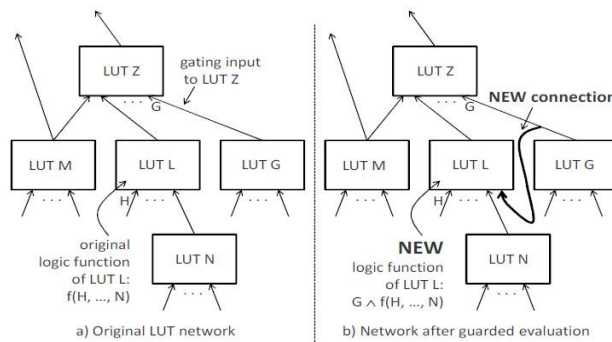 LUT Z
gating input
to LUT Z
. . . G
LUT M
LUT L
LUT G
. . .
H . . .
. . .
original
logic function
of LUT L:
f(H, ..., N)
LUT N
. . .
a) Original LUT network
LUT Z
NEW connection
. . . G
LUT M
LUT L
LUT G
. . .
H . . .
. . .
NEW
logic function
of LUT L:
G ∧ f(H, ..., N)
LUT N
. . .
b) Network after guarded evaluation